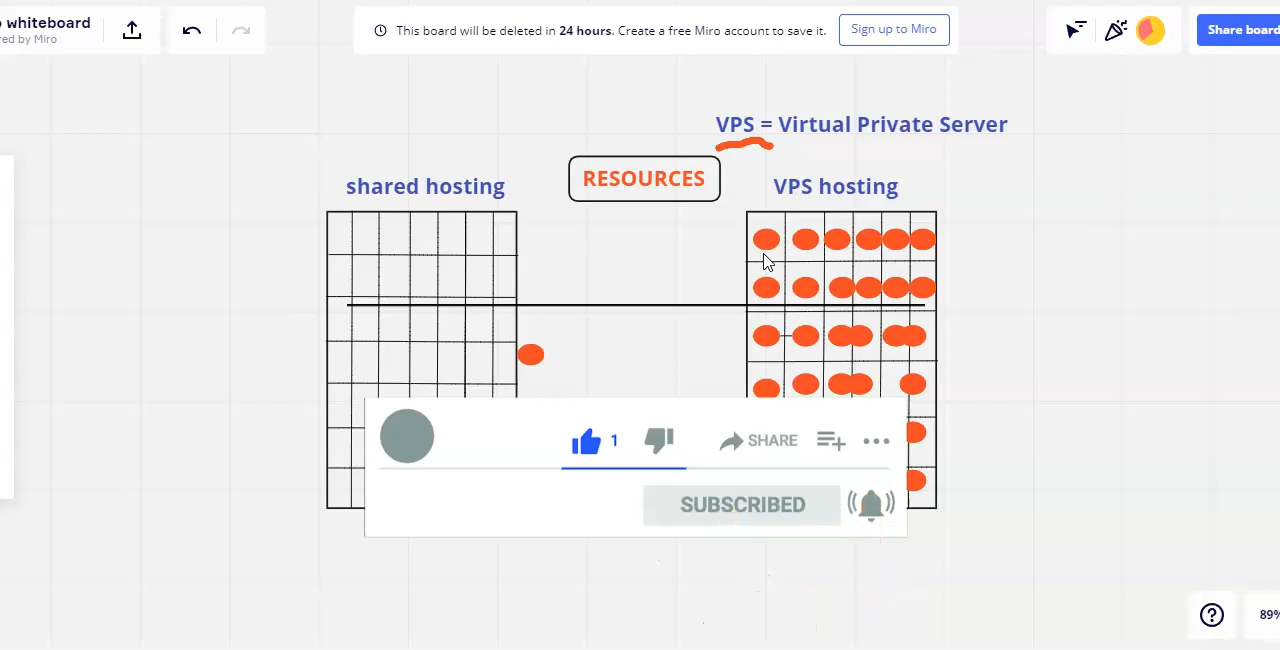 whiteboard
ed by Miro
This board will be deleted in 24 hours. Create a free Miro account to save it.
Sign up to Miro
Share board
VPS = Virtual Private Server
shared hosting
RESOURCES
VPS hosting
1
SHARE
SUBSCRIBED
89%